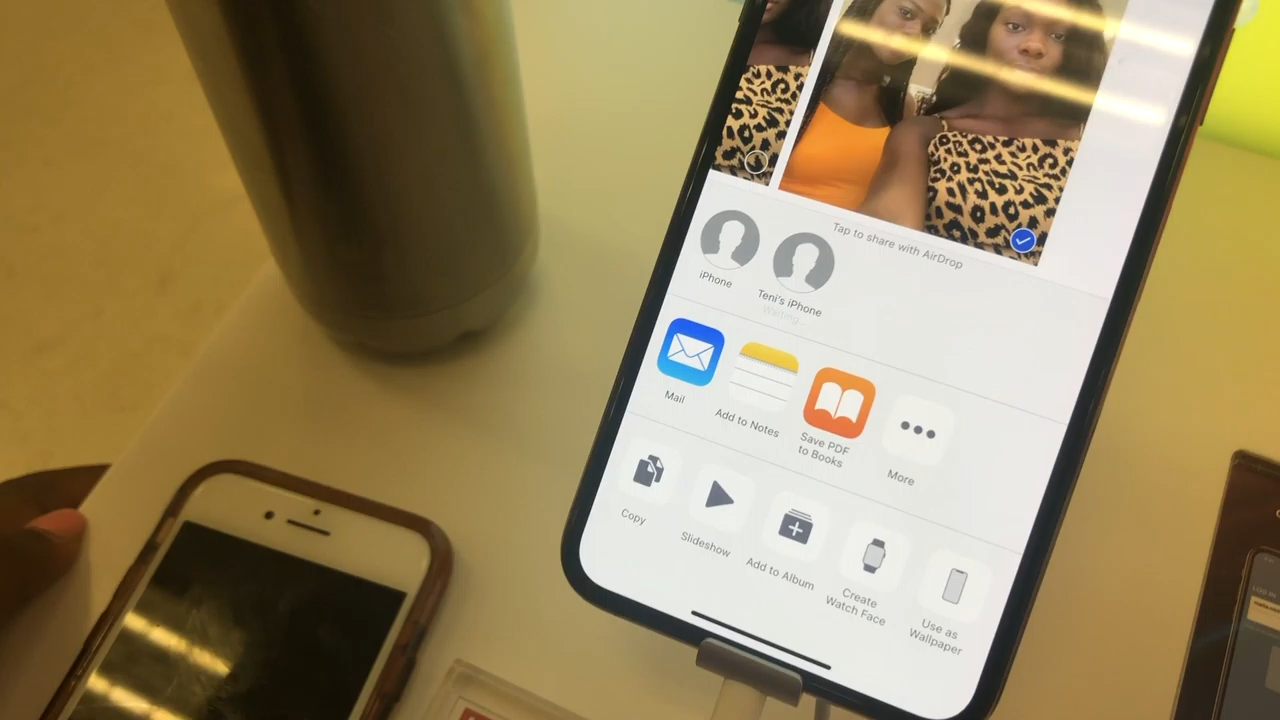 Tap to share with AirDrop
iPhone
Teni's iPhone
Waiting...
Mail
Add to Notes
Save PDF
to Books
More
Copy
Slideshow
Add to Album
Create
Watch Face
Use as
Wallpaper